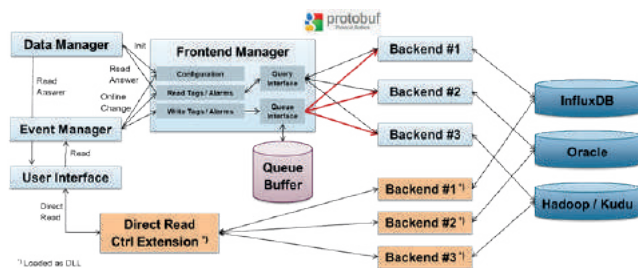 protobuf
Data Manager
Init
Frontend Manager
Backend #1
Read
Answer
Configuration
Query
Interface
Read Tags / Alarms
Read
Answer
Online
Change
Write Tags / Alarms
Queue
Interface
Backend #2
InfluxDB
Event Manager
Backend #3
Oracle
Read
User Interface
Queue
Buffer
Backend #1 *)
Hadoop / Kudu
Direct
Read
Direct Read
Ctrl Extension *)
Backend #2 *)
Backend #3 *)
*) Loaded as DLL